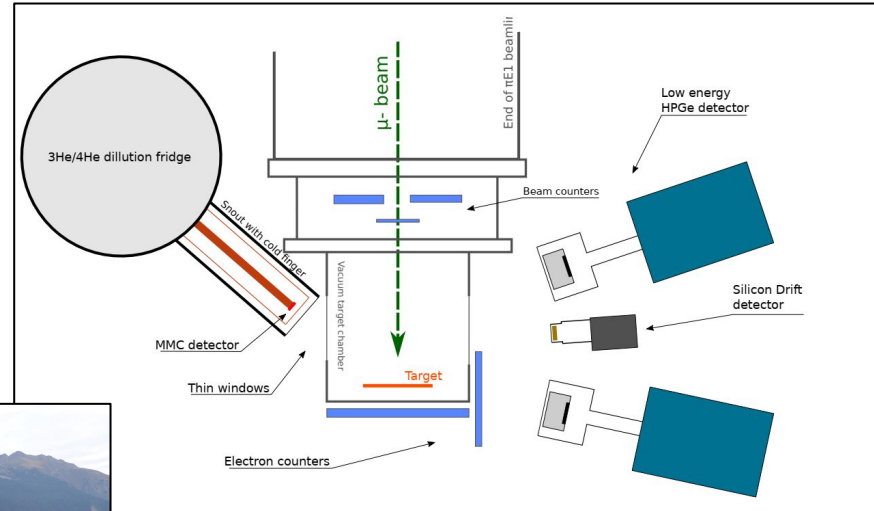 End of πE1 beamli
μ- beam
Low energy
HPGe detector
3He/4He dillution fridge
Beam counters
Snout with cold finger
Vacuum target chamber
Silicon Drift
detector
MMC detector
Thin windows
Target
Electron counters